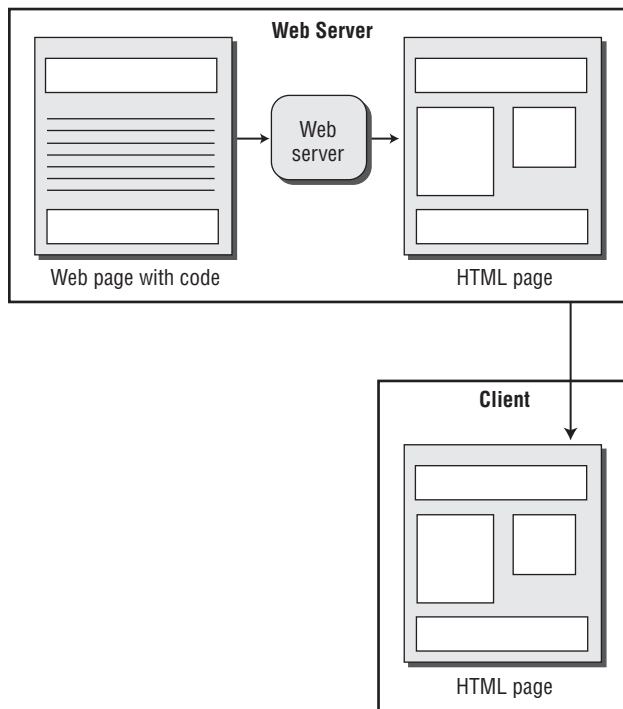 Web Server
Web
server
Web page with code
HTML page
Client
HTML page